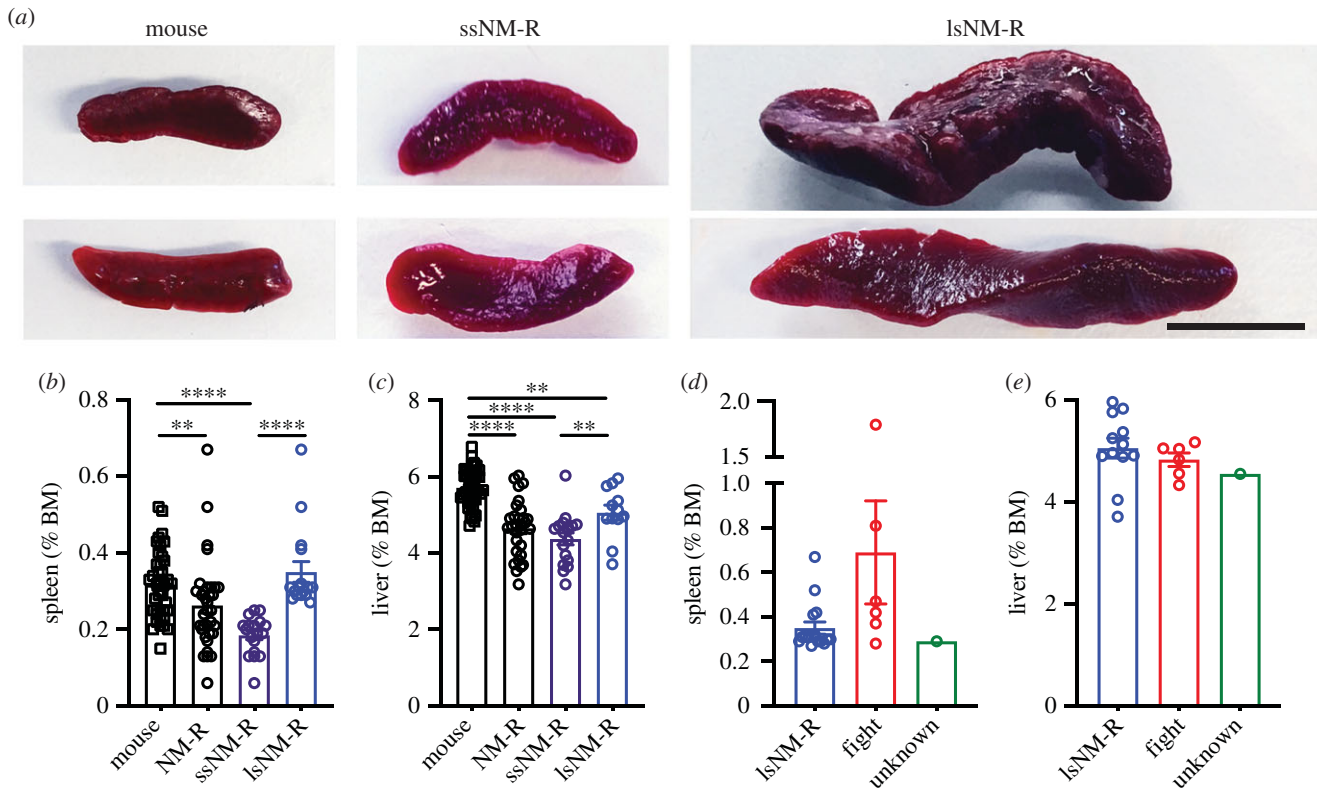 (a)
mouse ssNM-R lsNM-R
(b) (c) (d) (e)
0.8
0.6
0.4
0.2
0
spleen (% BM)
****
** ****
mouse NM-R ssNM-R lsNM-R
8
6
4
2
0
liver (% BM)
**
****
**** **
mouse NM-R ssNM-R lsNM-R
2.0
1.5
1.0
0.8
0.6
0.4
0.2
0
spleen (% BM)
lsNM-R fight unknown
6
4
2
0
liver (% BM)
lsNM-R fight unknown